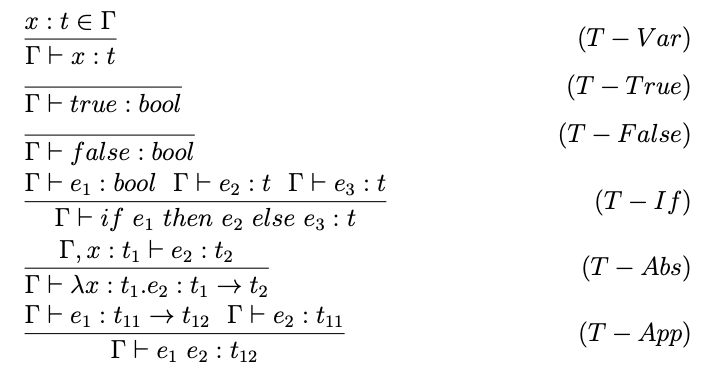 x : t ∈ Γ
Γ ⊢ x : t (T − Var)
Γ ⊢ true : bool (T − True)
Γ ⊢ false : bool (T − False)
Γ ⊢ e₁ : bool Γ ⊢ e₂ : t Γ ⊢ e₃ : t
Γ ⊢ if e₁ then e₂ else e₃ : t (T − If)
Γ, x : t₁ ⊢ e₂ : t₂
Γ ⊢ λx : t₁.e₂ : t₁ → t₂ (T − Abs)
Γ ⊢ e₁ : t₁₁ → t₁₂ Γ ⊢ e₂ : t₁₁
Γ ⊢ e₁ e₂ : t₁₂ (T − App)